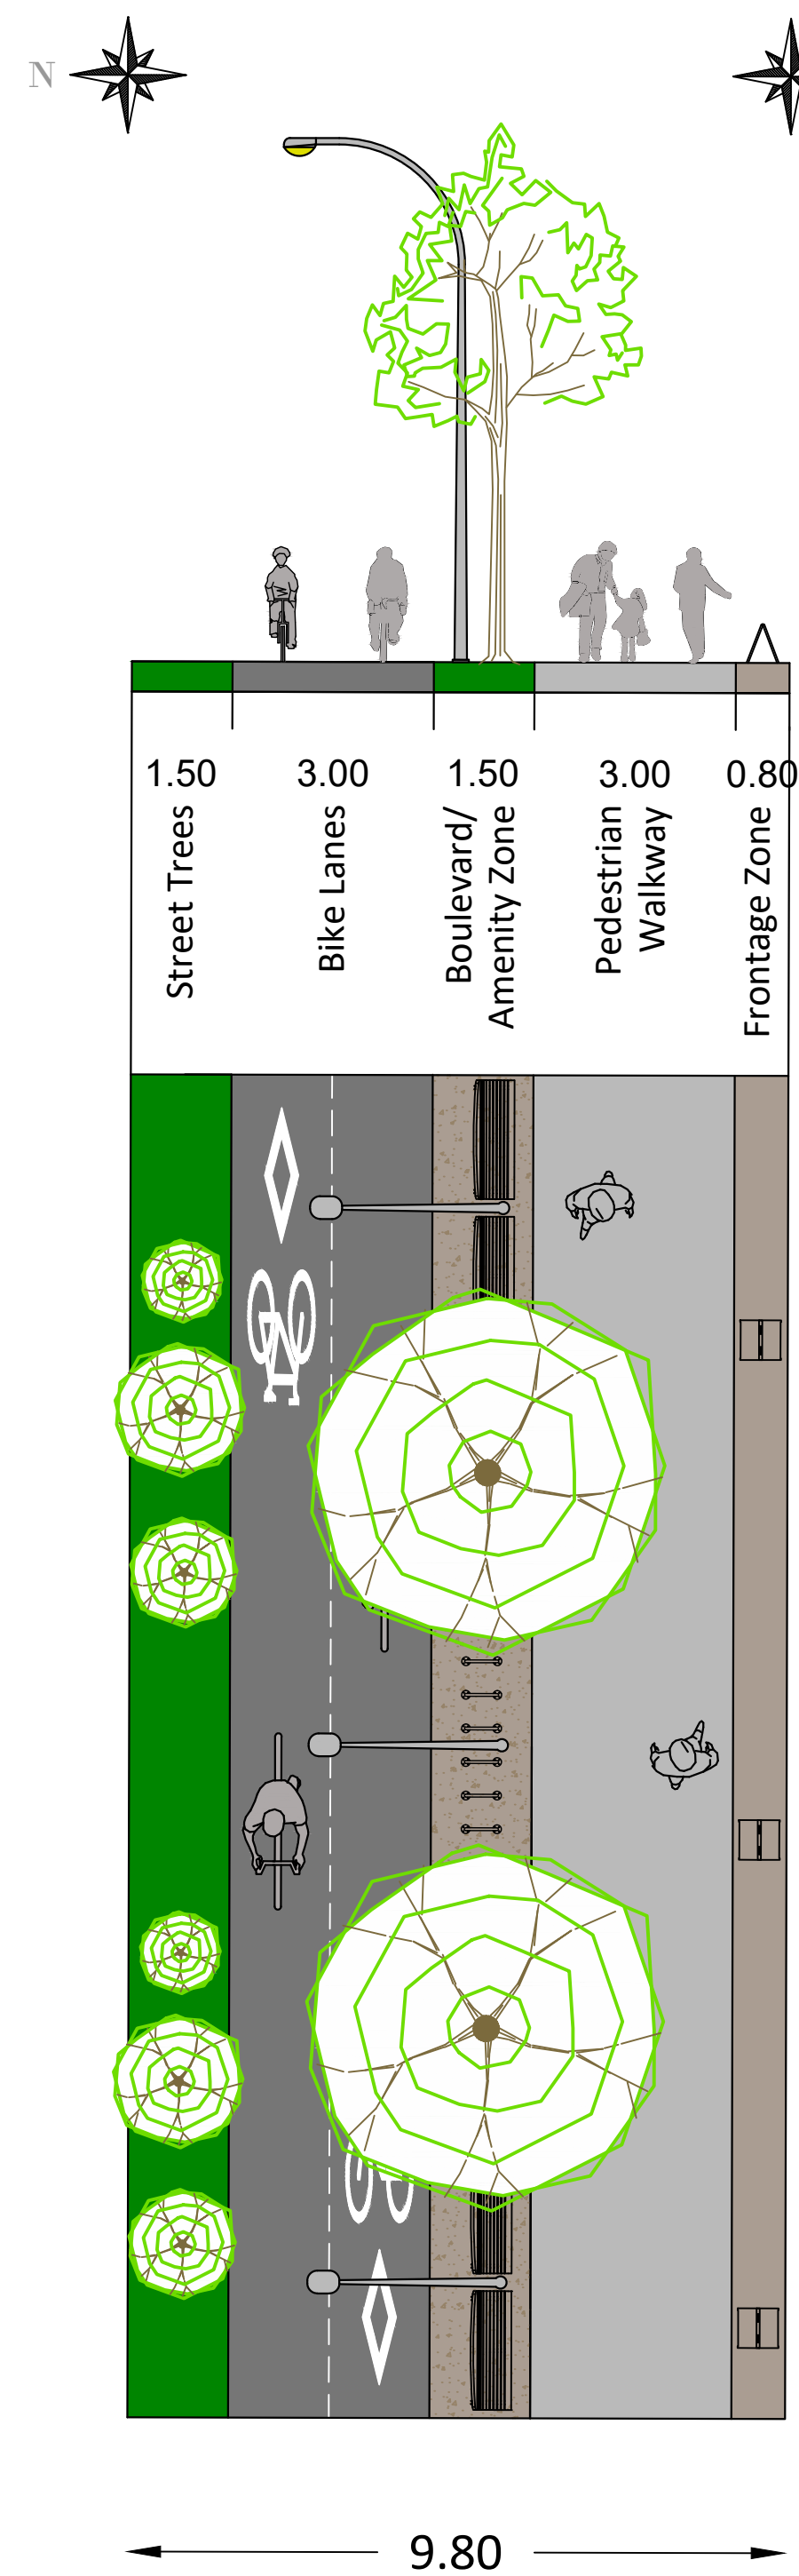 N
1.50 3.00 1.50 3.00 0.80
Street Trees
Bike Lanes
Boulevard/
Amenity Zone
Pedestrian
Walkway
Frontage Zone
9.80